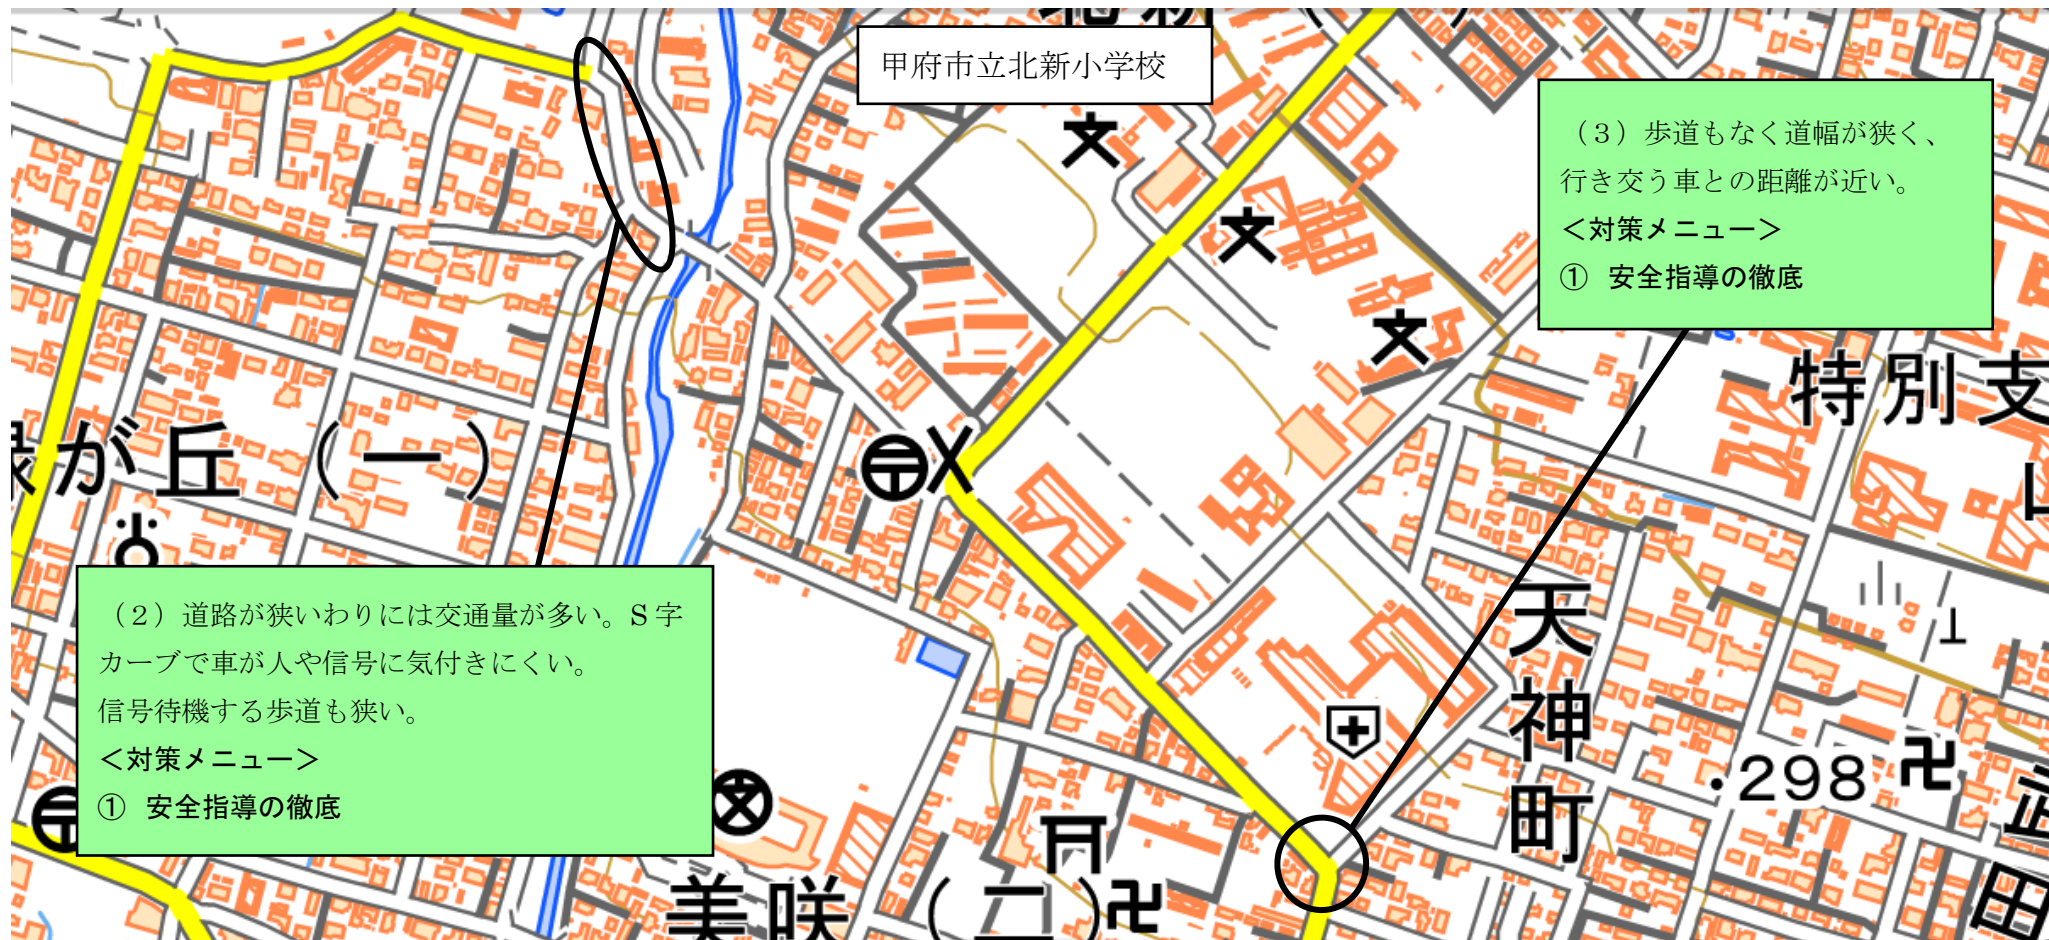 甲府市立北新小学校
（３）歩道もなく道幅が狭く、
行き交う車との距離が近い。
＜対策メニュー＞
① 安全指導の徹底
特別支
が丘（一）
天神町
（２）道路が狭いわりには交通量が多い。S字
カーブで車が人や信号に気付きにくい。
信号待機する歩道も狭い。
＜対策メニュー＞
① 安全指導の徹底
・298
武田
美咲（二）